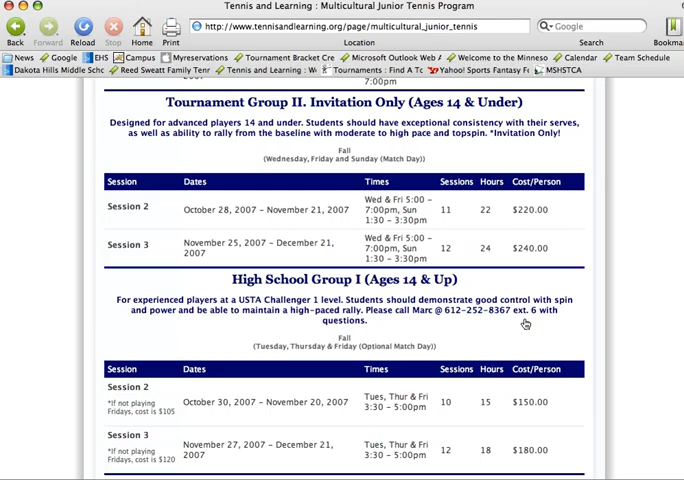 Tennis and Learning : Multicultural Junior Tennis Program
Back Forward Reload Stop Home Print
http://www.tennisandlearning.org/page/multicultural_junior_tennis
Location
Google
Search
Bookma
News Google EHS Campus Myreservations Tournament Bracket Cre Microsoft Outlook Web Welcome to the Minneso Calendar Team Schedule
Dakota Hills Middle Scho Reed Sweatt Family Tenr Tennis and Learning : Tournaments : Find A To Yahoo! Sports Fantasy Fo MSHSTCA
7:00pm
Tournament Group II. Invitation Only (Ages 14 & Under)
Designed for advanced players 14 and under. Students should have exceptional consistency with their serves,
as well as ability to rally from the baseline with moderate to high pace and topspin. *Invitation Only!
Fall
(Wednesday, Friday and Sunday (Match Day))
Session Dates Times Sessions Hours Cost/Person
Session 2 October 28, 2007 – November 21, 2007 Wed & Fri 5:00 –
7:00pm, Sun
1:30 – 3:30pm 11 22 $220.00
Session 3 November 25, 2007 – December 21,
2007 Wed & Fri 5:00 –
7:00pm, Sun
1:30 – 3:30pm 12 24 $240.00
High School Group I (Ages 14 & Up)
For experienced players at a USTA Challenger 1 level. Students should demonstrate good control with spin
and power and be able to maintain a high-paced rally. Please call Marc @ 612-252-8367 ext. 6 with
questions.
Fall
(Tuesday, Thursday & Friday (Optional Match Day))
Session Dates Times Sessions Hours Cost/Person
Session 2
*If not playing
Fridays, cost is $105
October 30, 2007 – November 20, 2007 Tues, Thur & Fri
3:30 – 5:00pm 10 15 $150.00
Session 3
*If not playing
Fridays, cost is $120
November 27, 2007 – December 21,
2007 Tues, Thur & Fri
3:30 – 5:00pm 12 18 $180.00